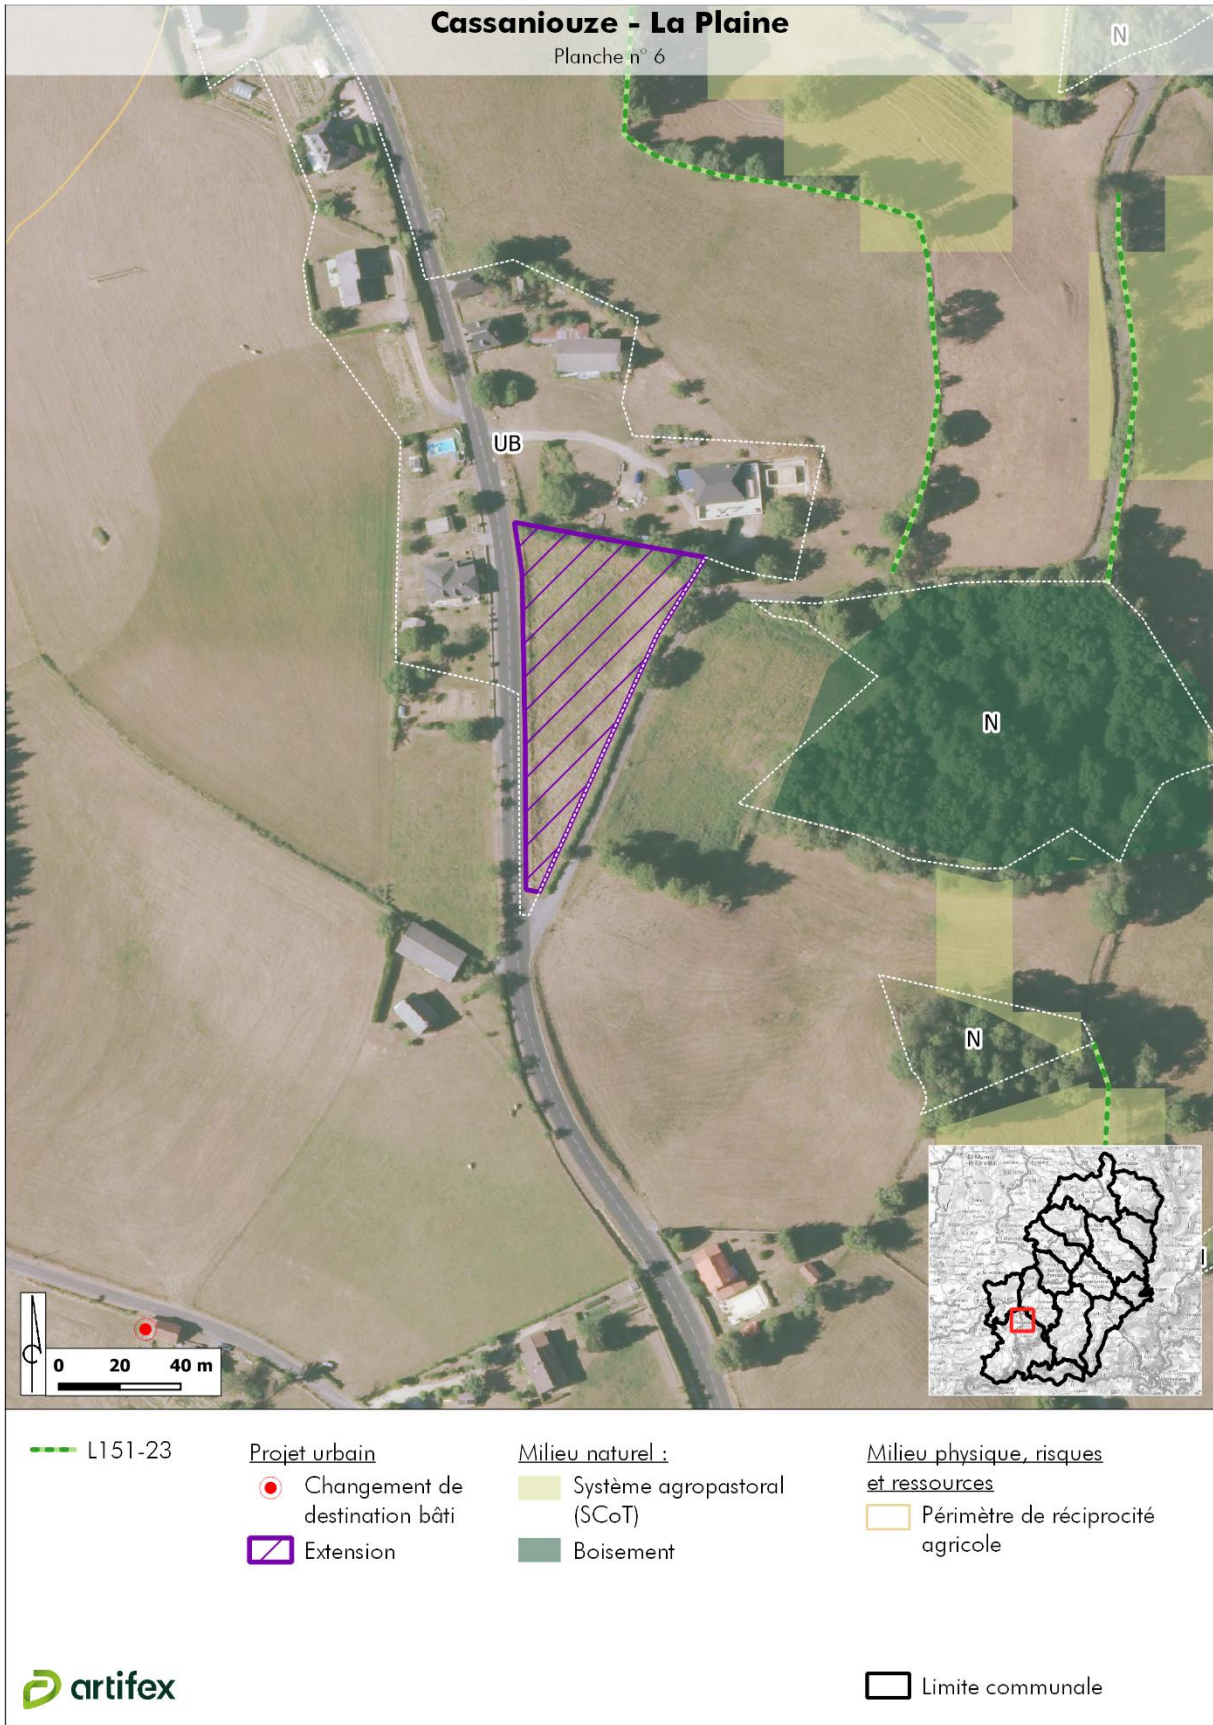 Cassaniouze - La Plaine
Planche n° 6
N
UB
N
N
0 20 40 m
L151-23
Projet urbain
Changement de
destination bâti
Extension
Milieu naturel :
Système agropastoral
(SCoT)
Boisement
Milieu physique, risques
et ressources
Périmètre de réciprocité
agricole
Limite communale
artifex